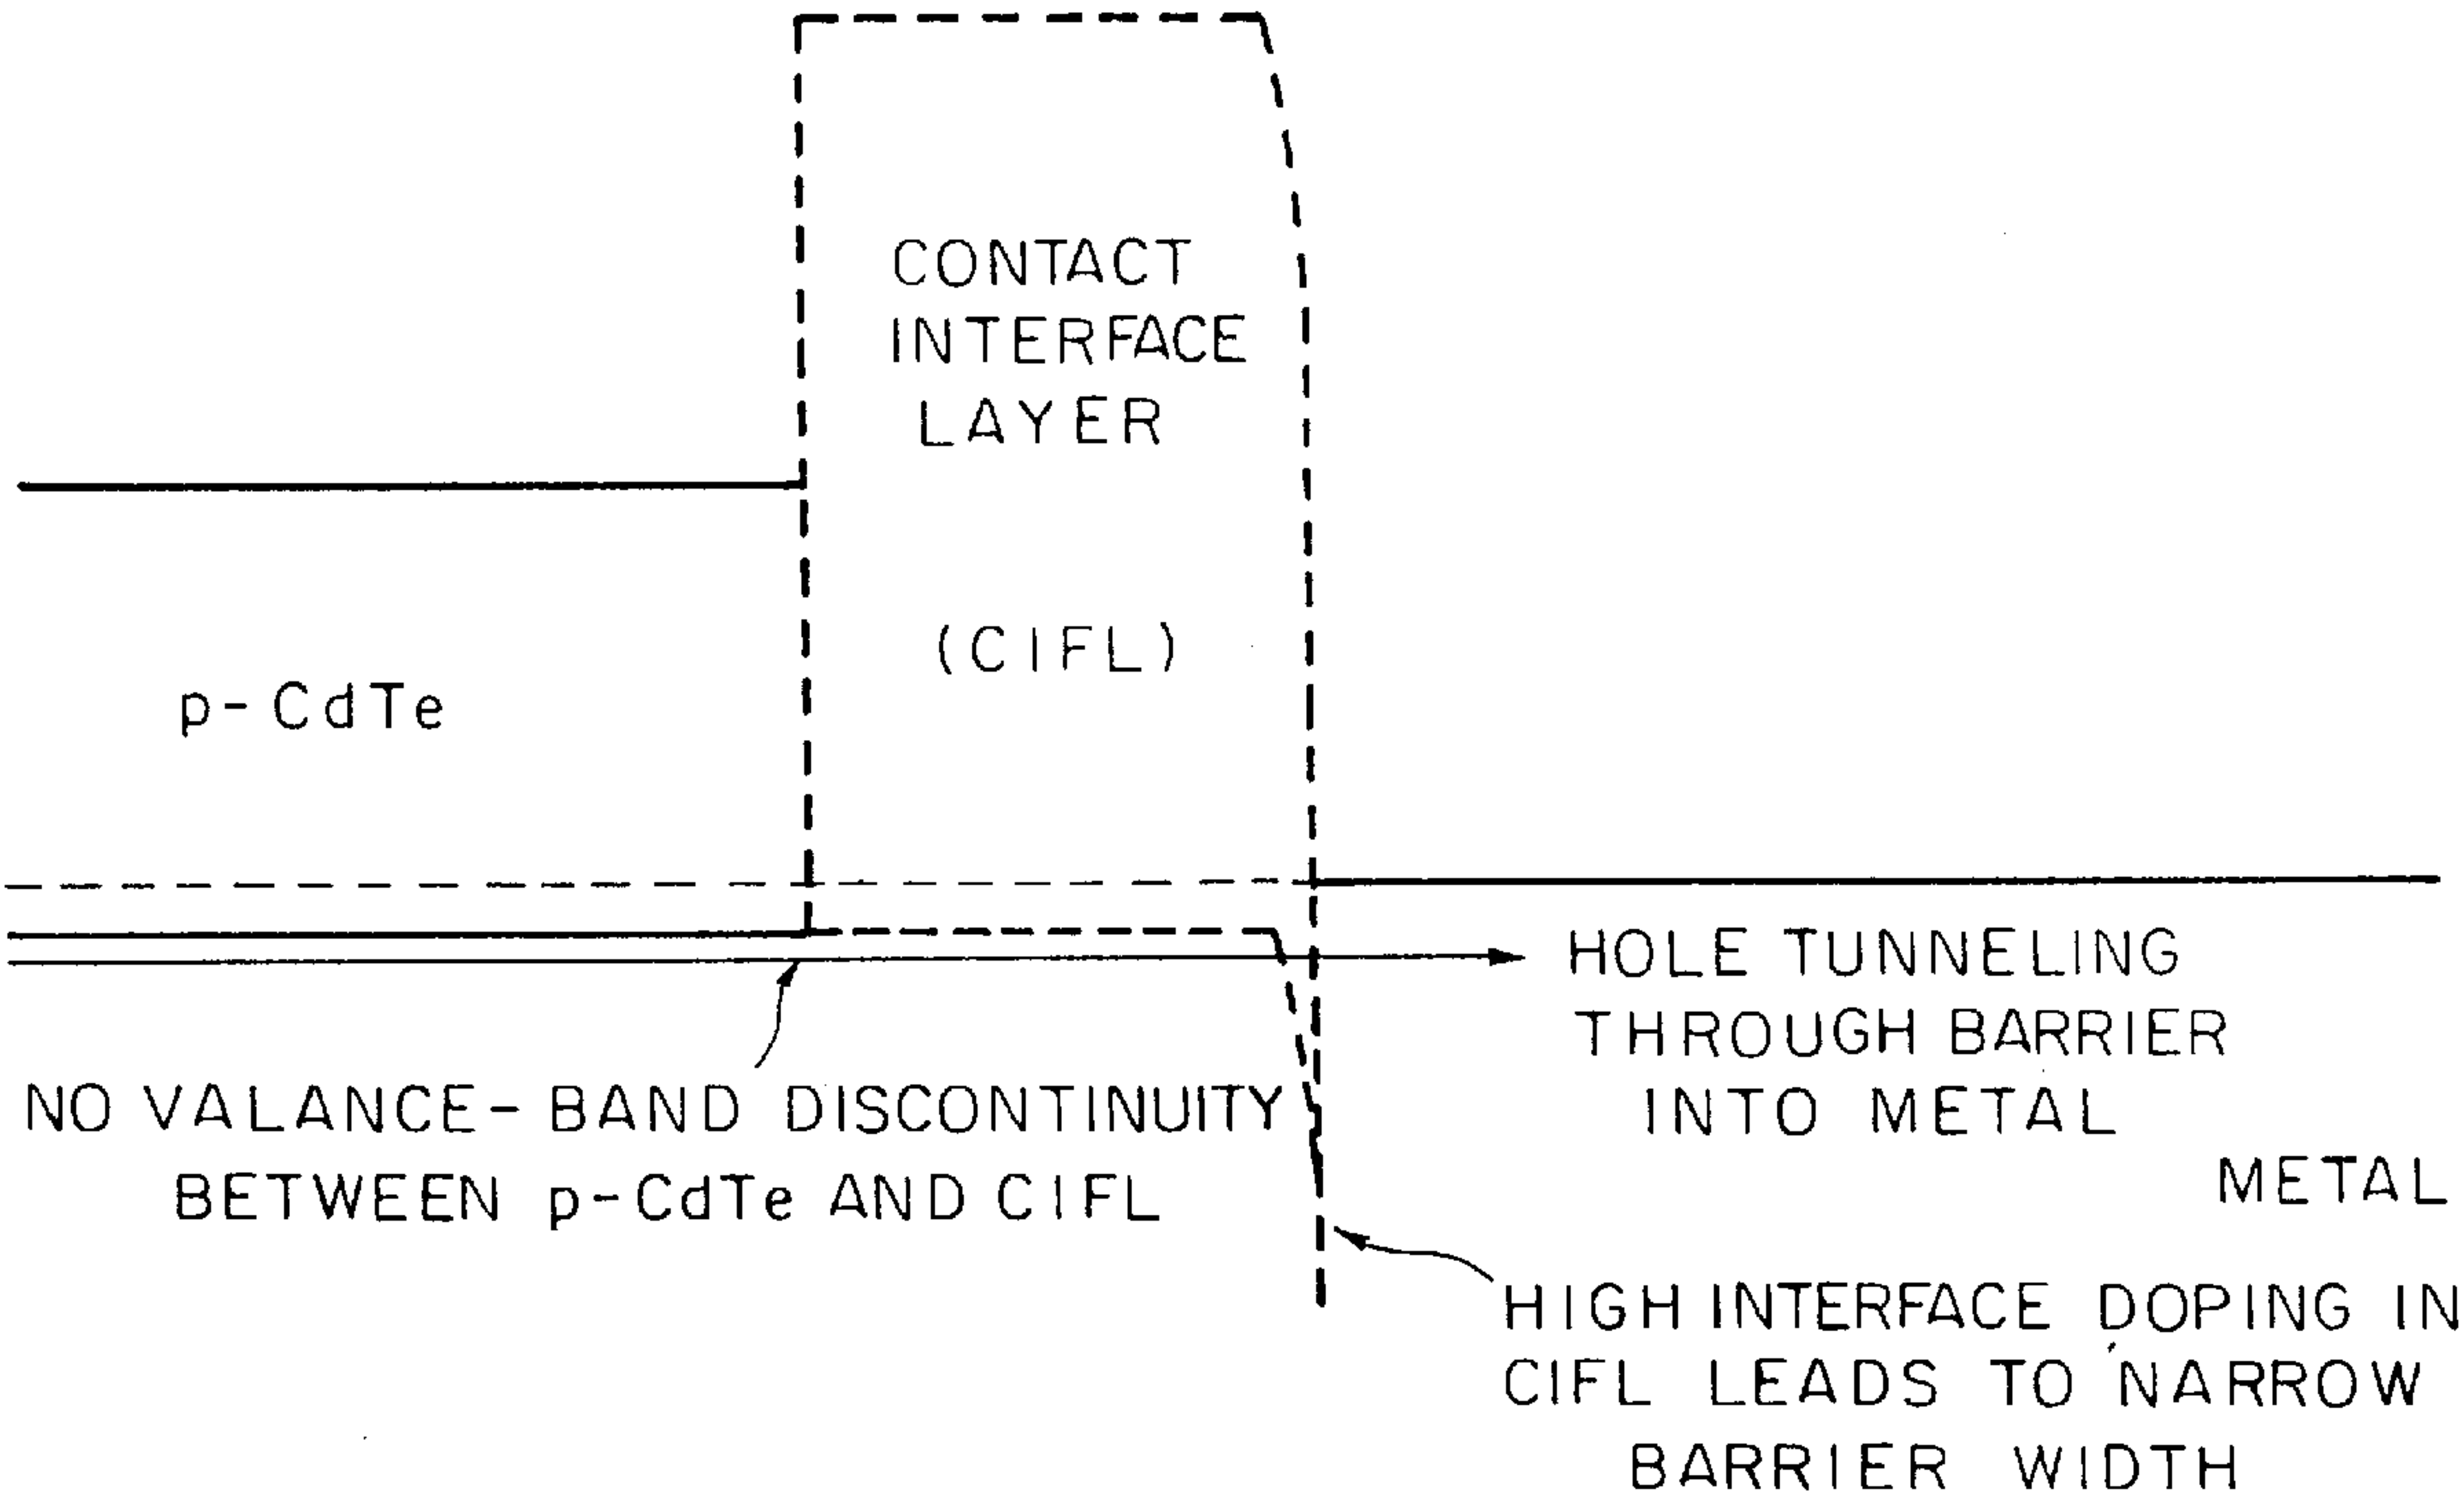 CONTACT
INTERFACE
LAYER
(CIFL)
p-CdTe
HOLE TUNNELING
THROUGH BARRIER
INTO METAL
METAL
NO VALANCE-BAND DISCONTINUITY
BETWEEN p-CdTe AND CIFL
HIGH INTERFACE DOPING IN
CIFL LEADS TO NARROW
BARRIER WIDTH